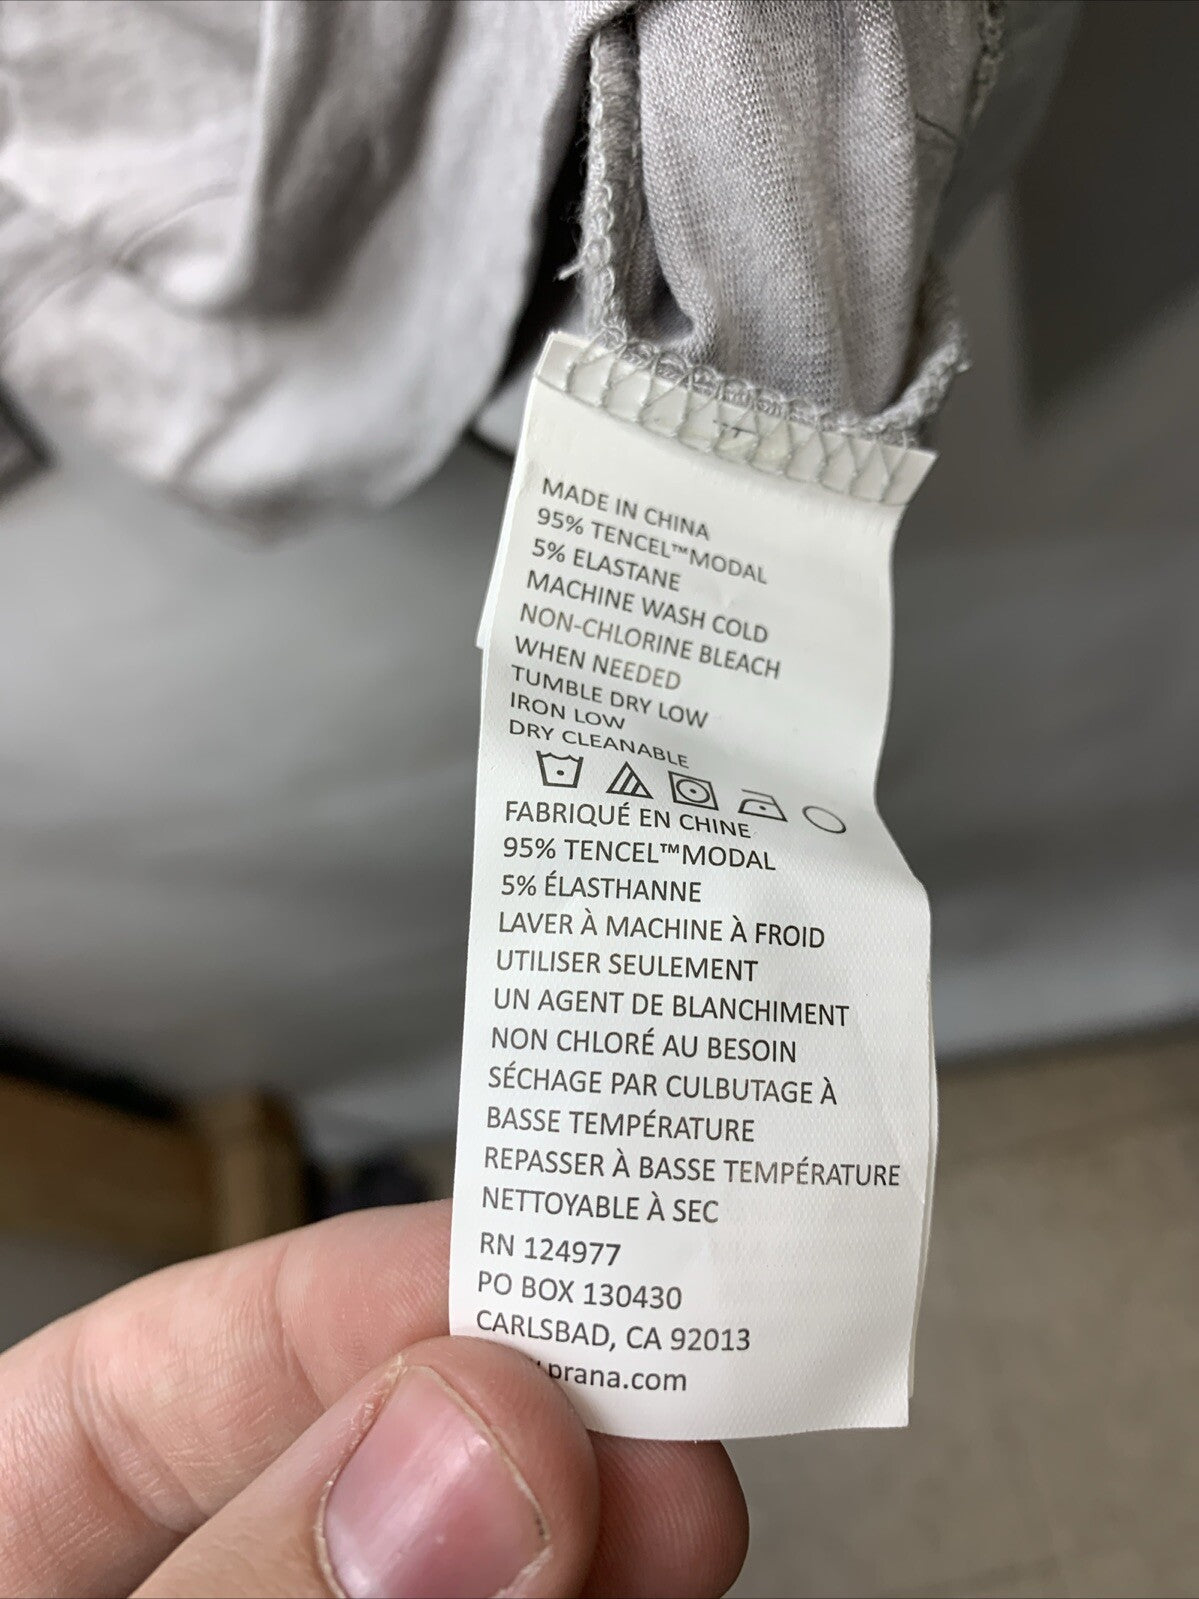 MADE IN CHINA
95% TENCEL™MODAL
5% ELASTANE
MACHINE WASH COLD
NON-CHLORINE BLEACH
WHEN NEEDED
TUMBLE DRY LOW
IRON LOW
DRY CLEANABLE
FABRIQUÉ EN CHINE
95% TENCEL™MODAL
5% ÉLASTHANNE
LAVER À MACHINE À FROID
UTILISER SEULEMENT
UN AGENT DE BLANCHIMENT
NON CHLORÉ AU BESOIN
SÉCHAGE PAR CULBUTAGE À
BASSE TEMPÉRATURE
REPASSER À BASSE TEMPÉRATURE
NETTOYABLE À SEC
RN 124977
PO BOX 130430
CARLSBAD, CA 92013
prana.com